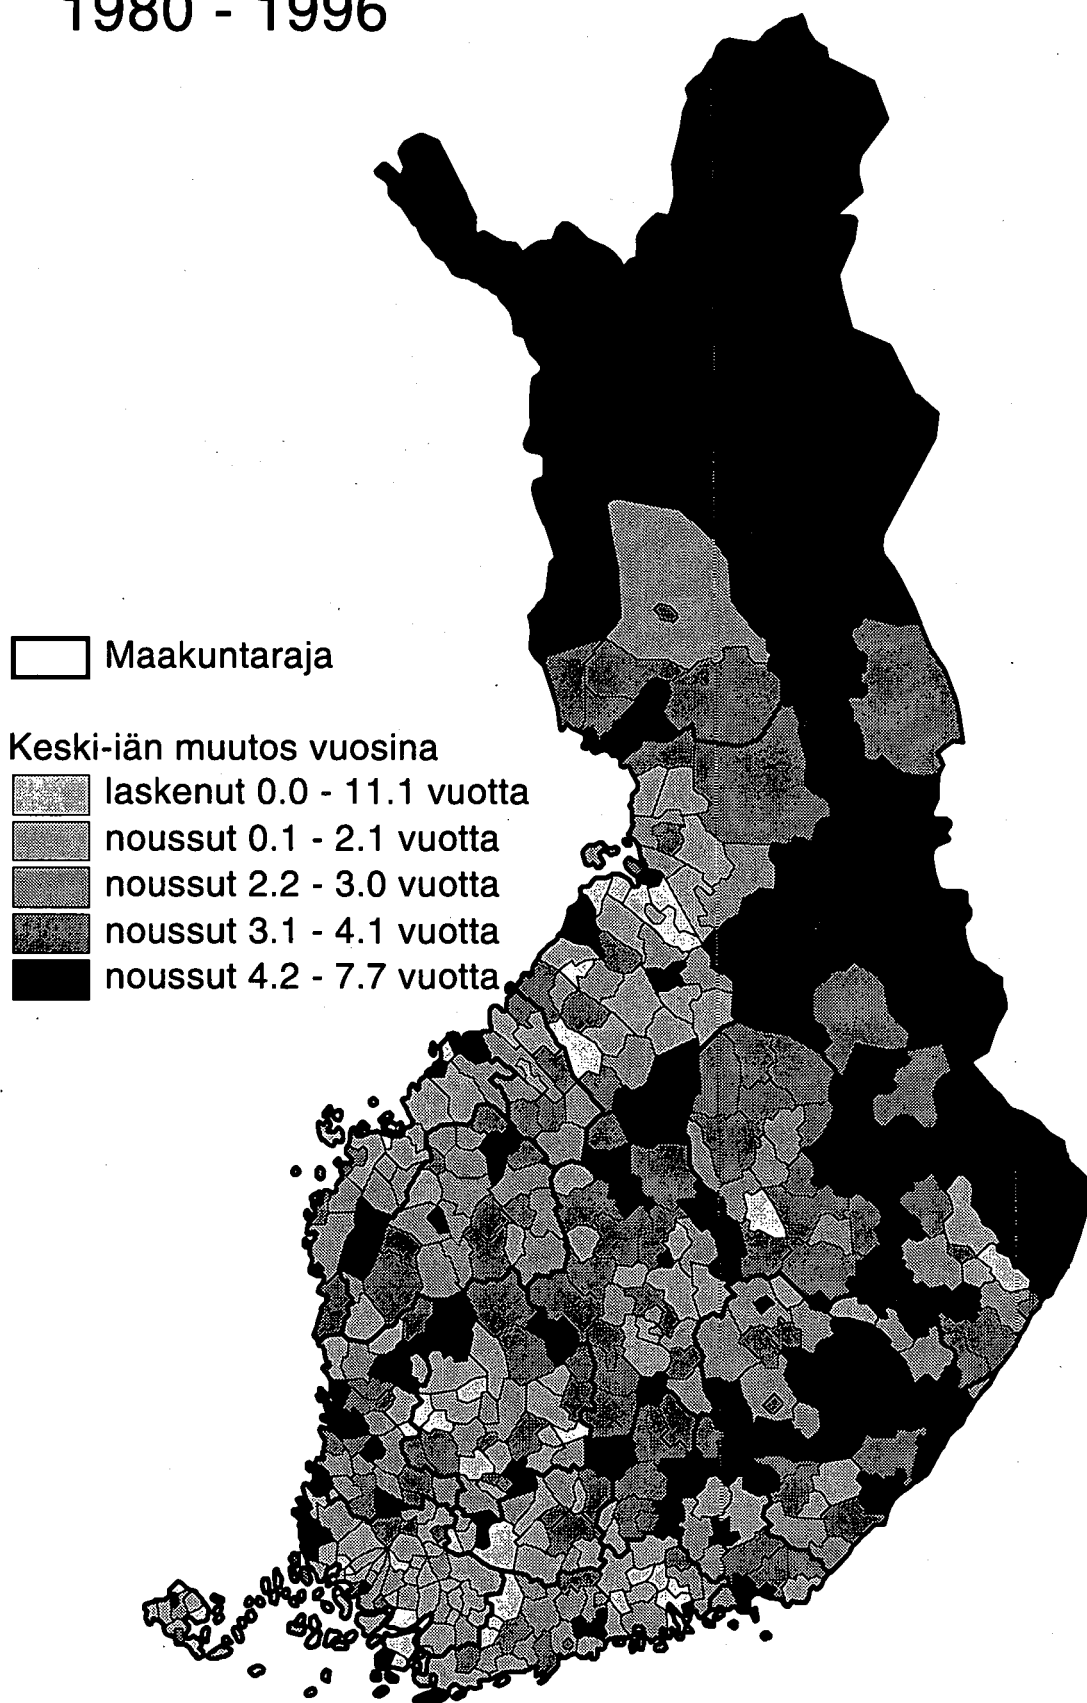 1980 - 1996
Maakuntaraja
Keski-iän muutos vuosina
laskenut 0.0 - 11.1 vuotta
noussut 0.1 - 2.1 vuotta
noussut 2.2 - 3.0 vuotta
noussut 3.1 - 4.1 vuotta
noussut 4.2 - 7.7 vuotta